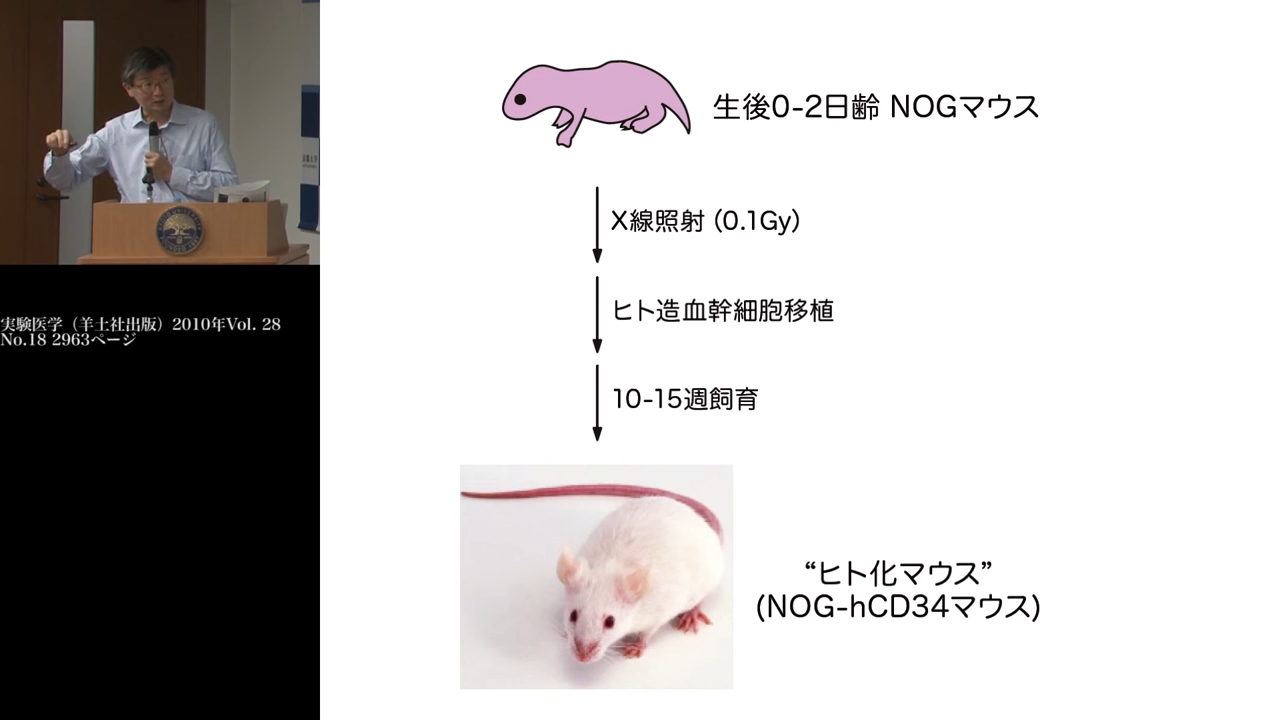 生後0-2日齢 NOGマウス
X線照射 (0.1Gy)
ヒト造血幹細胞移植
10-15週飼育
“ヒト化マウス”
(NOG-hCD34マウス)
実験医学（羊土社出版）2010年Vol. 28
No.18 2963ページ